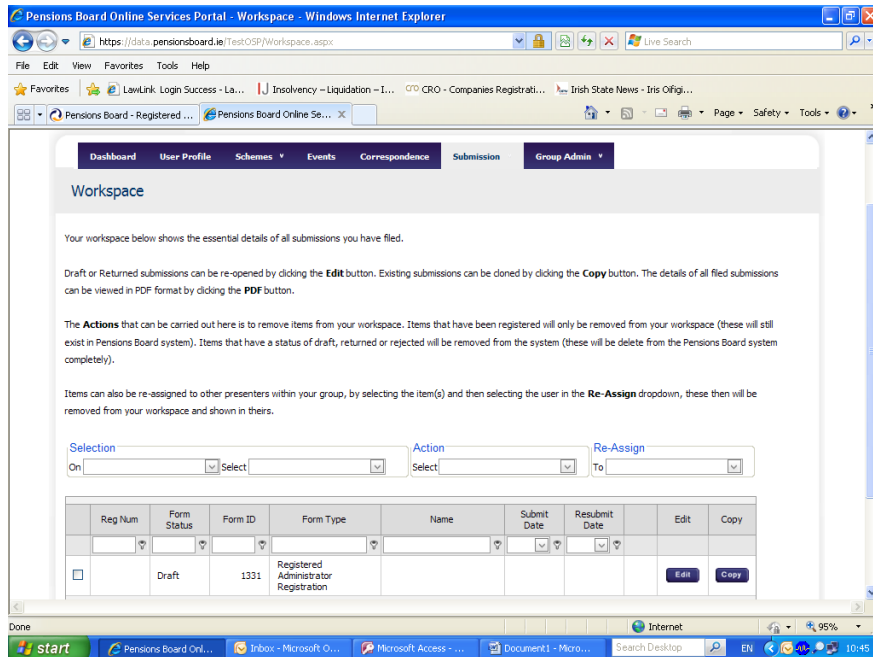 Pensions Board Online Services Portal - Workspace - Windows Internet Explorer
https://data.pensionsboard.ie/TestOSP/Workspace.aspx
Live Search
File Edit View Favorites Tools Help
Favorites LawLink Login Success - La... Insolvency – Liquidation – I... CRO - Companies Registrati... Irish State News - Iris Oifigi...
Pensions Board - Registered ... Pensions Board Online Se... X
Page Safety Tools
Dashboard User Profile Schemes Events Correspondence Submission Group Admin
Workspace
Your workspace below shows the essential details of all submissions you have filed.
Draft or Returned submissions can be re-opened by clicking the Edit button. Existing submissions can be cloned by clicking the Copy button. The details of all filed submissions
can be viewed in PDF format by clicking the PDF button.
The Actions that can be carried out here is to remove items from your workspace. Items that have been registered will only be removed from your workspace (these will still
exist in Pensions Board system). Items that have a status of draft, returned or rejected will be removed from the system (these will be delete from the Pensions Board system
completely).
Items can also be re-assigned to other presenters within your group, by selecting the item(s) and then selecting the user in the Re-Assign dropdown, these then will be
removed from your workspace and shown in theirs.
Selection Action Re-Assign
On Select Select To
Reg Num Form Status Form ID Form Type Name Submit Date Resubmit Date Edit Copy
Draft 1331 Registered Administrator Registration Edit Copy
Done Internet 95%
start Pensions Board Onl... Inbox - Microsoft O... Microsoft Access - ... Document1 - Micro... Search Desktop EN 10:45